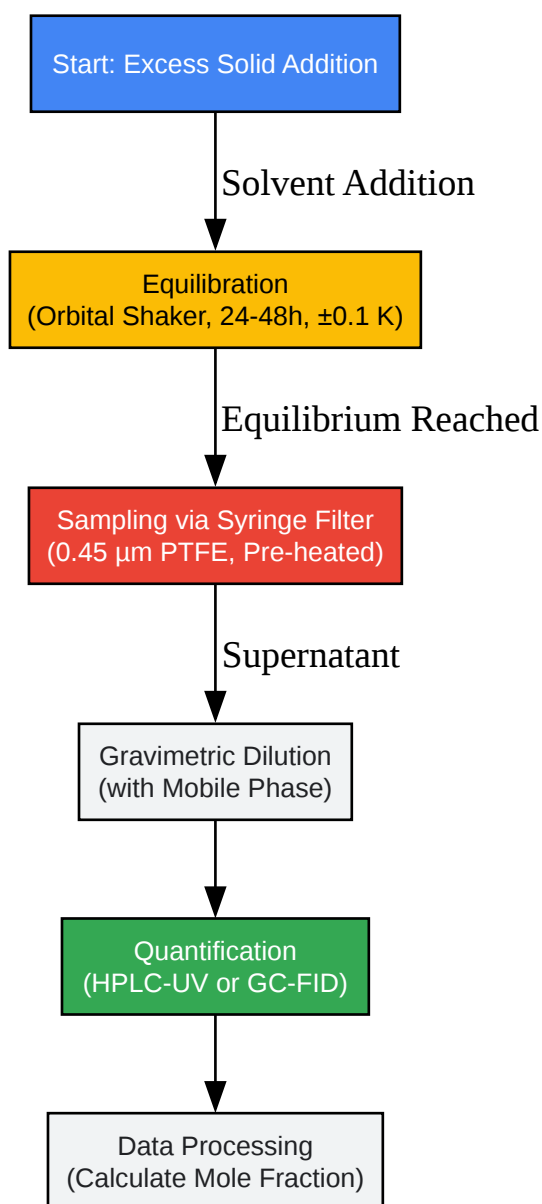 Start: Excess Solid Addition
Solvent Addition
Equilibration
(Orbital Shaker, 24-48h, ±0.1 K)
Equilibrium Reached
Sampling via Syringe Filter
(0.45 µm PTFE, Pre-heated)
Supernatant
Gravimetric Dilution
(with Mobile Phase)
Quantification
(HPLC-UV or GC-FID)
Data Processing
(Calculate Mole Fraction)